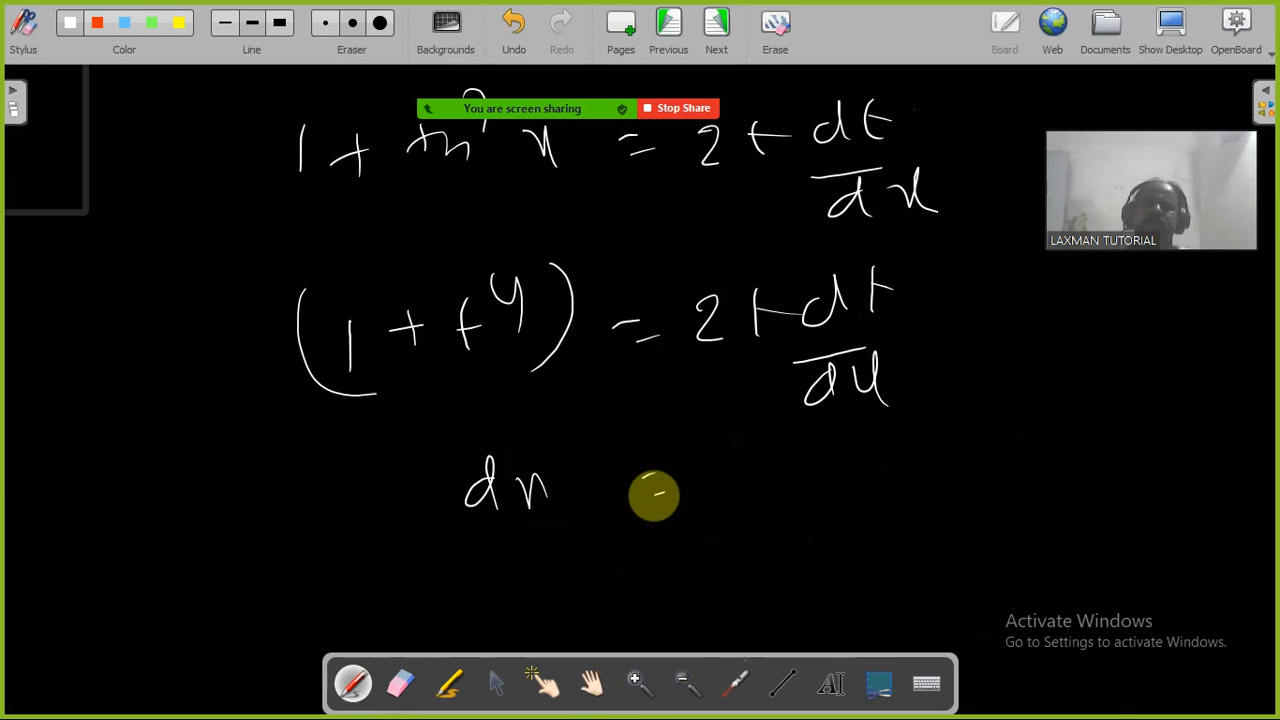 Stylus Color Line Eraser Backgrounds Undo Redo Pages Previous Next Erase Board Web Documents Show Desktop OpenBoard
You are screen sharing Stop Share
1 + tan² x = 2t dt/dx
LAXMAN TUTORIAL
(1 + t⁴) = 2t dt/dx
dx =
Activate Windows
Go to Settings to activate Windows.
AI